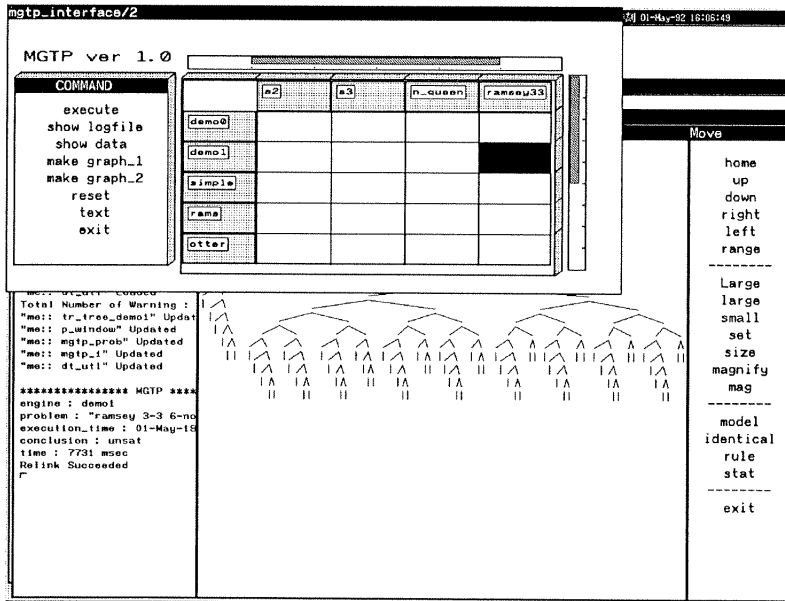 mgtp_interface/2
01-May-92 16:06:49
MGTP ver 1.0
COMMAND
execute
show logfile
show data
make graph_1
make graph_2
reset
text
exit
s2 s3 n_queen ramsey33
demo0
demo1
simple
rams
otter
Total Number of Warning :
"me:: tr_tree_demo1" Updat
"me:: p_window" Updated
"me:: mgtp_prob" Updated
"me:: mgtp_i" Updated
"me:: dt_utl" Updated
**************** MGTP ****
engine : demo1
problem : "ramsey 3-3 6-no
execution_time : 01-May-19
conclusion : unsat
time : 7731 msec
Relink Succeeded
Move
home
up
down
right
left
range
--------
Large
large
small
set
size
magnify
mag
--------
model
identical
rule
stat
--------
exit